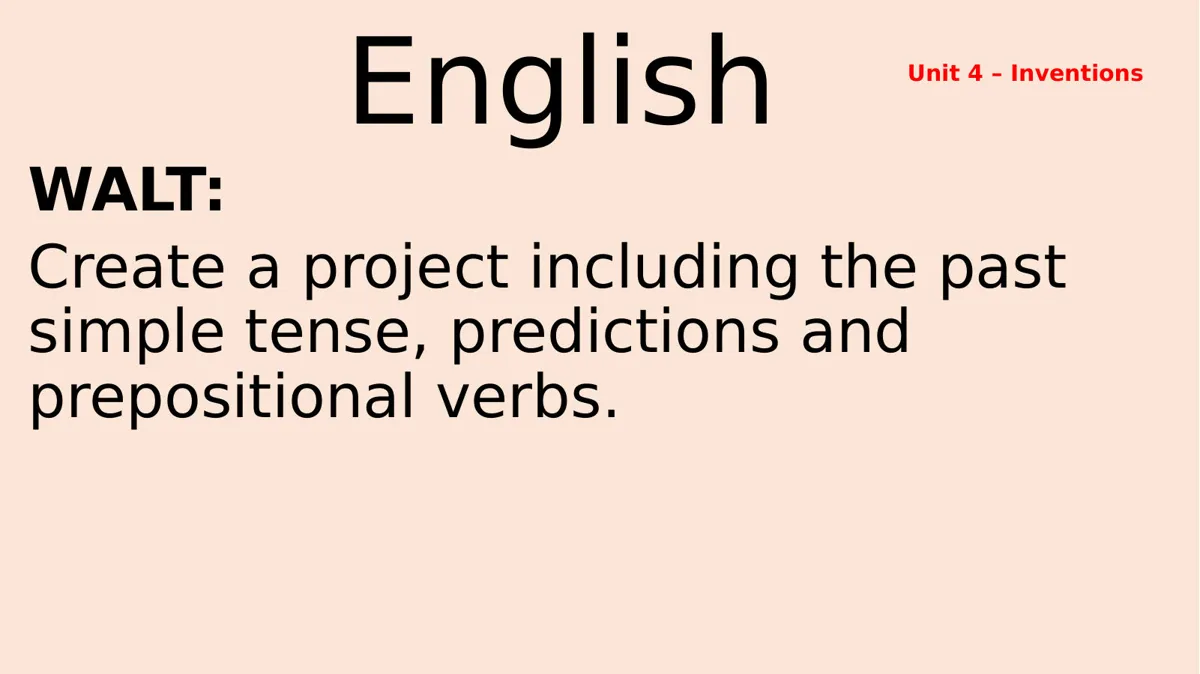 English
Unit 4 – Inventions
WALT:
Create a project including the past
simple tense, predictions and
prepositional verbs.